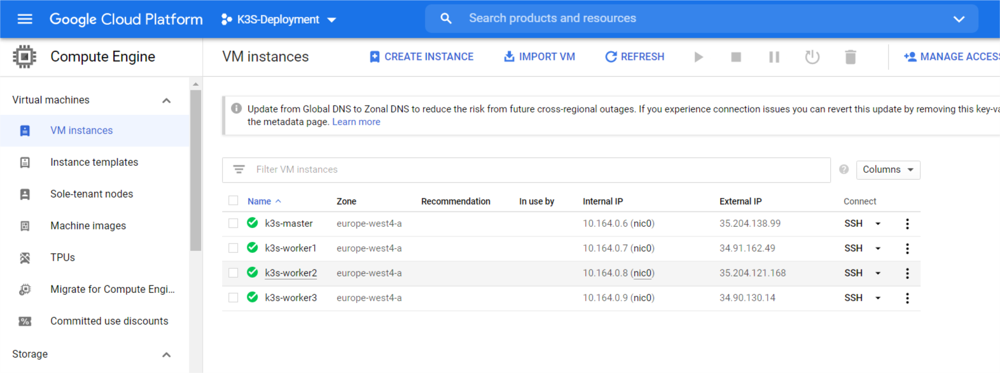 Google Cloud Platform K3S-Deployment Search products and resources
Compute Engine VM instances CREATE INSTANCE IMPORT VM REFRESH MANAGE ACCESS
Virtual machines
VM instances
Instance templates
Sole-tenant nodes
Machine images
TPUs
Migrate for Compute Engi...
Committed use discounts
Storage
Update from Global DNS to Zonal DNS to reduce the risk from future cross-regional outages. If you experience connection issues you can revert this update by removing this key-va
the metadata page. Learn more
Filter VM instances ? Columns
Name Zone Recommendation In use by Internal IP External IP Connect
k3s-master europe-west4-a 10.164.0.6 (nic0) 35.204.138.99 SSH
k3s-worker1 europe-west4-a 10.164.0.7 (nic0) 34.91.162.49 SSH
k3s-worker2 europe-west4-a 10.164.0.8 (nic0) 35.204.121.168 SSH
k3s-worker3 europe-west4-a 10.164.0.9 (nic0) 34.90.130.14 SSH